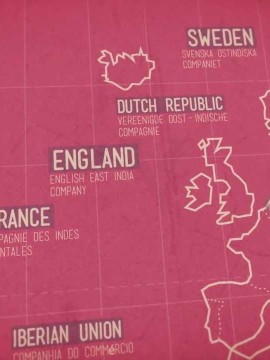 SWEDEN
SVENSKA OSTINDISKA
COMPANIET
DUTCH REPUBLIC
VEREENIGDE OOST-INDISCHE
COMPAGNIE
ENGLAND
ENGLISH EAST INDIA
COMPANY
RANCE
PAGNIE DES INDES
NTALES
IBERIAN UNION
COMPANHIA DO COMMÉRCIO